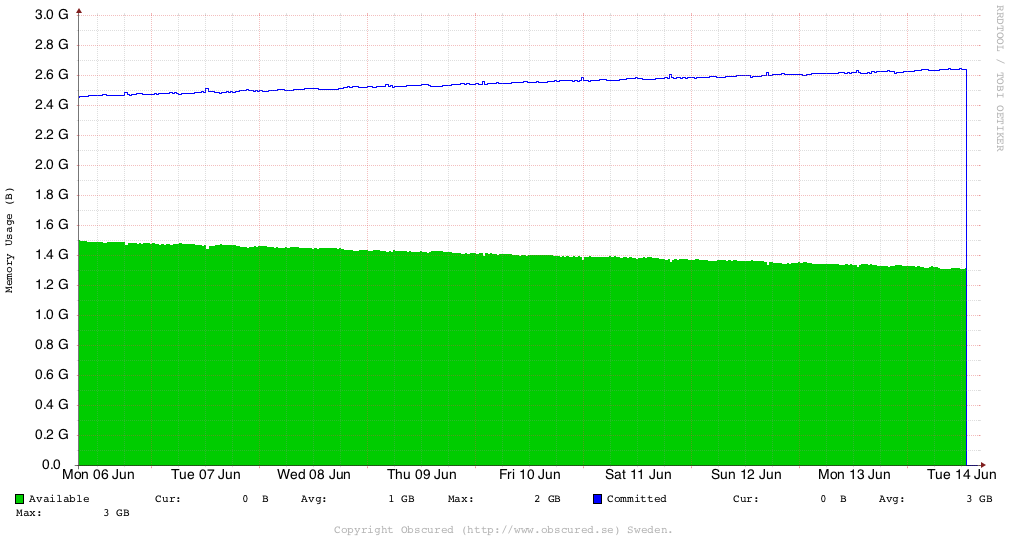 3.0 G
2.8 G
2.6 G
2.4 G
2.2 G
2.0 G
1.8 G
1.6 G
1.4 G
1.2 G
1.0 G
0.8 G
0.6 G
0.4 G
0.2 G
0.0
Memory Usage (B)
RRDTOOL / TOBI OETIKER
Mon 06 Jun Tue 07 Jun Wed 08 Jun Thu 09 Jun Fri 10 Jun Sat 11 Jun Sun 12 Jun Mon 13 Jun Tue 14 Jun
Available Cur: 0 B Avg: 1 GB Max: 2 GB Committed Cur: 0 B Avg: 3 GB
Max: 3 GB
Copyright Obscured (http://www.obscured.se) Sweden.